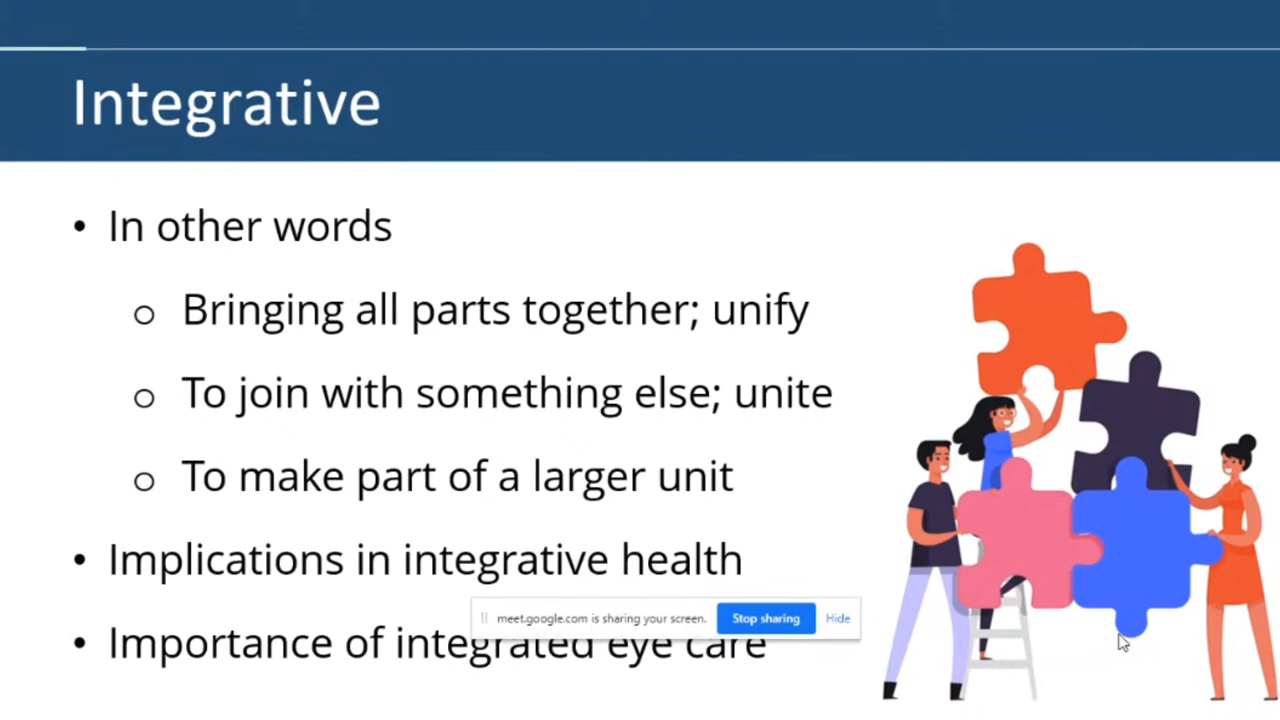 Integrative
• In other words
o Bringing all parts together; unify
o To join with something else; unite
o To make part of a larger unit
• Implications in integrative health
meet.google.com is sharing your screen. Stop sharing Hide
• Importance of integrated eye care